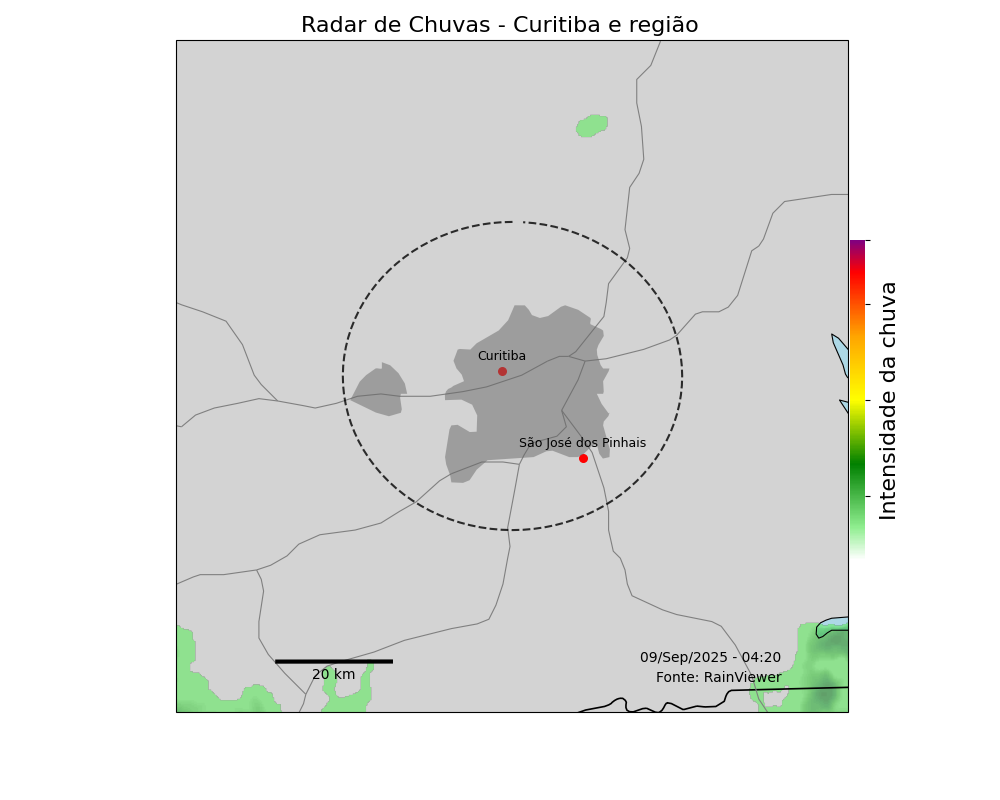 Radar de Chuvas - Curitiba e região
Curitiba
São José dos Pinhais
Intensidade da chuva
09/Sep/2025 - 04:20
20 km
Fonte: RainViewer